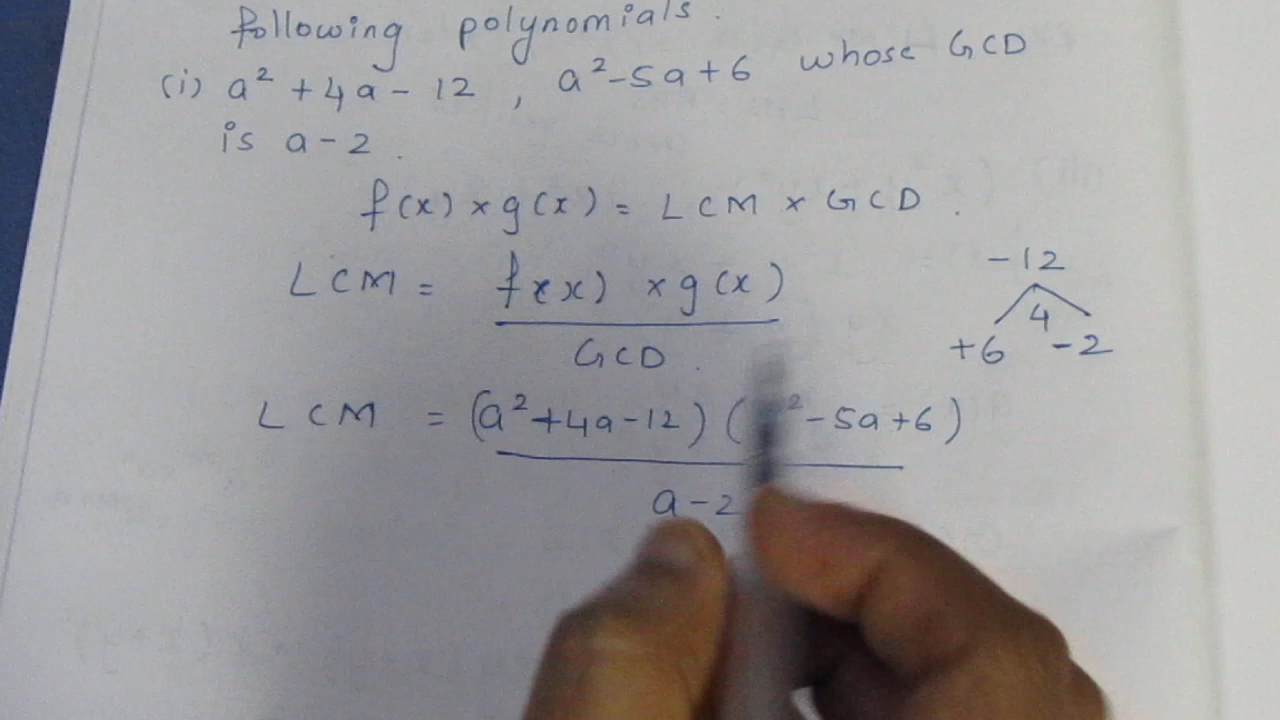 following polynomials.
(i) a² + 4a - 12 , a² - 5a + 6 whose GCD
is a - 2 .
f(x) × g(x) = LCM × GCD .
LCM = f(x) × g(x)
GCD .
-12
4
+6 -2
LCM = (a² + 4a - 12) ( ² - 5a + 6 )
a - 2